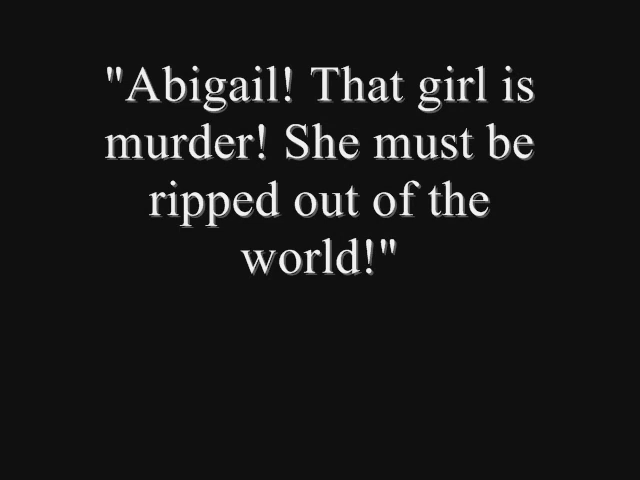 "Abigail! That girl is
murder! She must be
ripped out of the
world!"